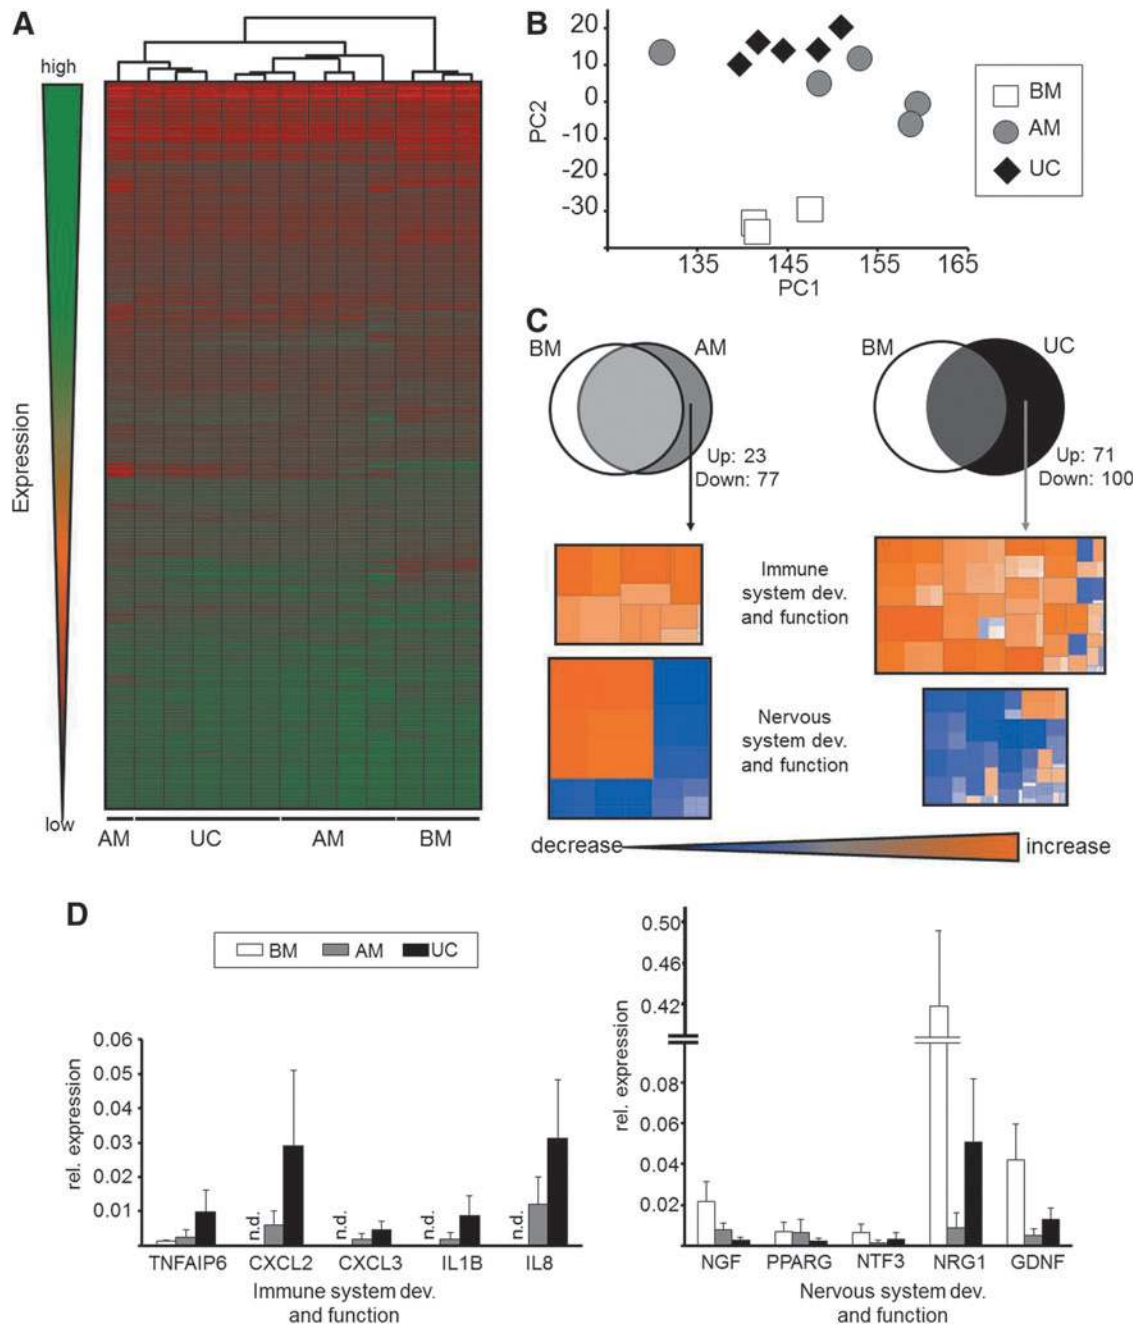 A
high
Expression
low
AM
UC
AM
BM
B
PC2
20
10
0
-10
-20
-30
135
145
155
165
PC1
BM
AM
UC
C
BM
AM
Up: 23
Down: 77
BM
UC
Up: 71
Down: 100
Immune
system dev.
and function
Nervous
system dev.
and function
decrease
increase
D
BM
AM
UC
rel. expression
0.06
0.05
0.04
0.03
0.02
0.01
n.d.
n.d.
n.d.
n.d.
TNFAIP6
CXCL2
CXCL3
IL1B
IL8
Immune system dev.
and function
rel. expression
0.50
0.46
0.42
0.08
0.06
0.04
0.02
NGF
PPARG
NTF3
NRG1
GDNF
Nervous system dev.
and function